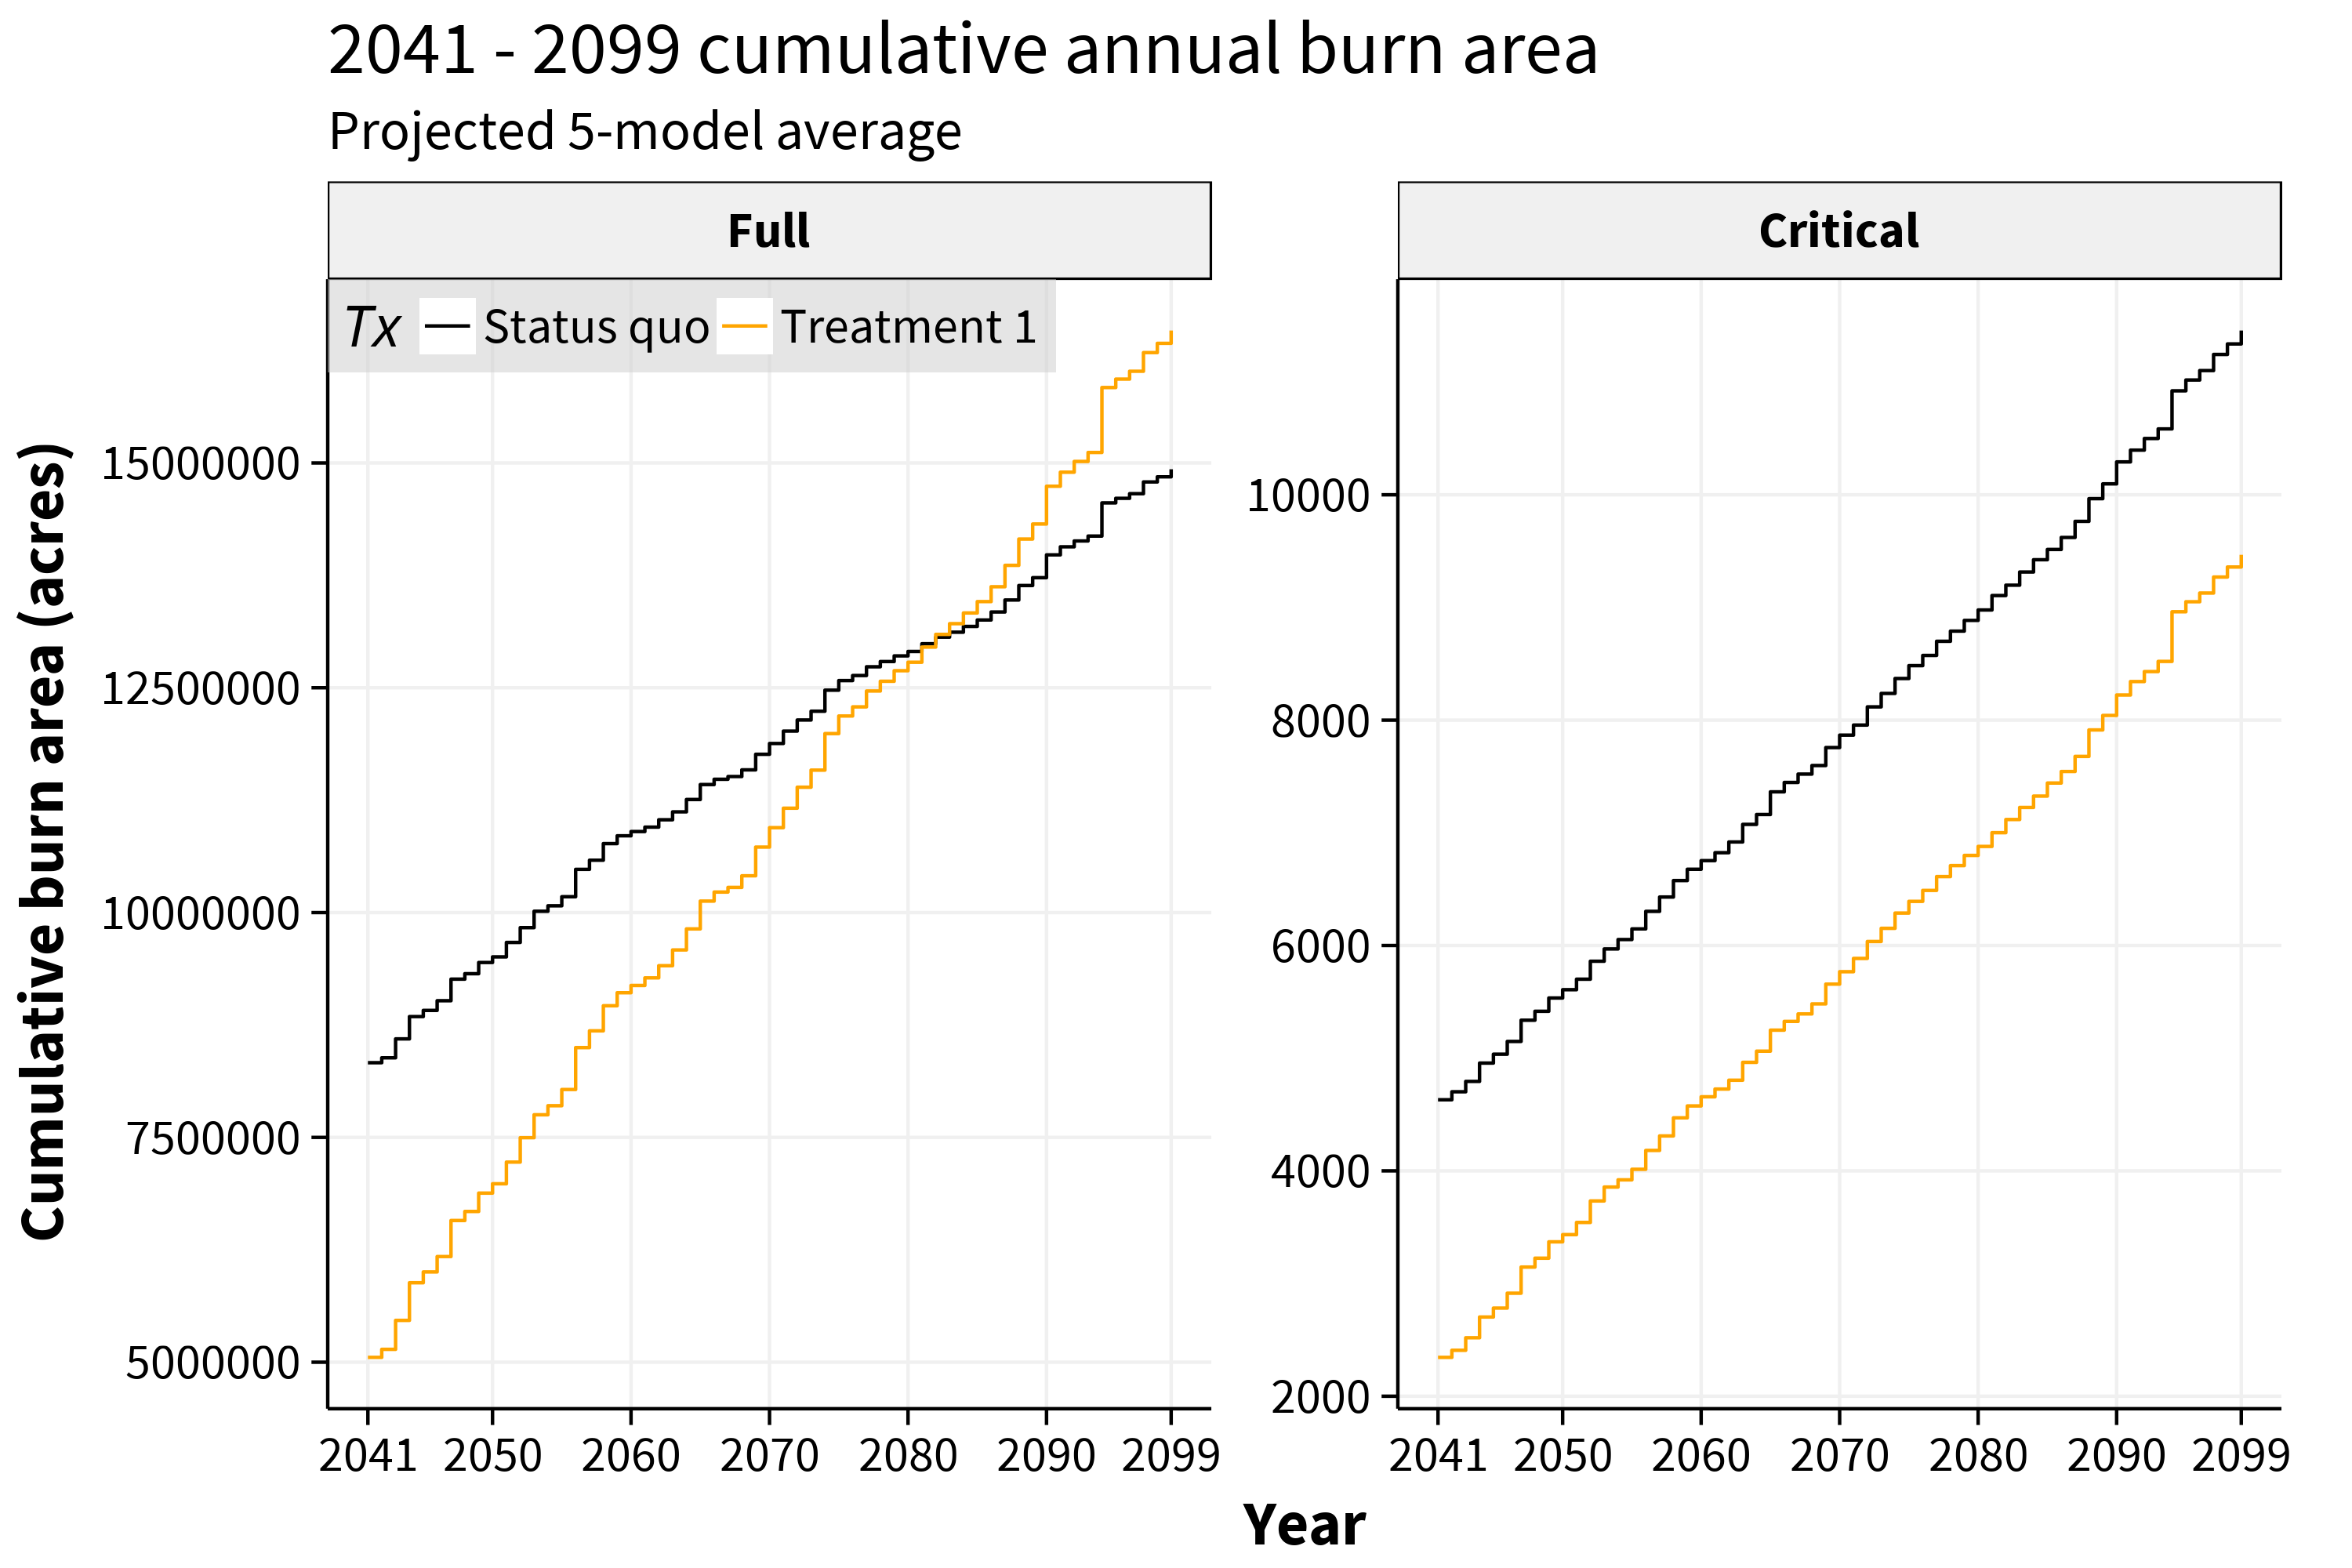 2041 - 2099 cumulative annual burn area
Projected 5-model average
Full
Critical
Tx Status quo Treatment 1
Cumulative burn area (acres)
15000000
12500000
10000000
7500000
5000000
10000
8000
6000
4000
2000
2041 2050 2060 2070 2080 2090 2099
2041 2050 2060 2070 2080 2090 2099
Year